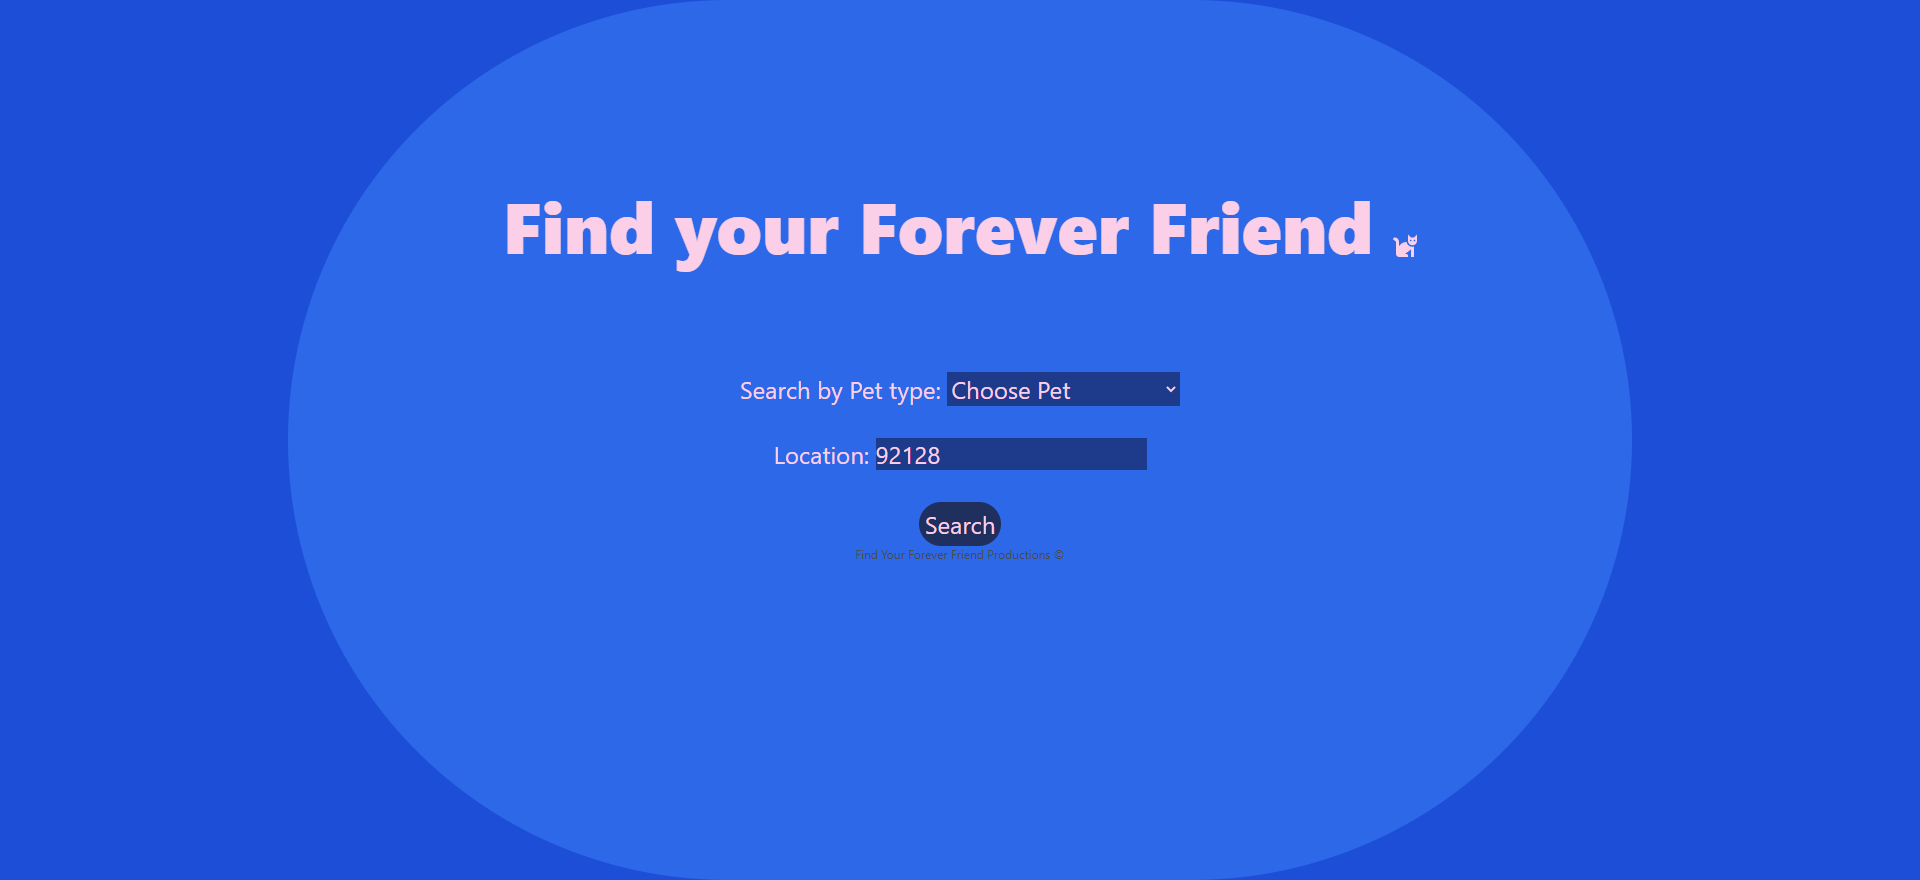 Find your Forever Friend
Search by Pet type: Choose Pet
Location: 92128
Search
Find Your Forever Friend Productions ©